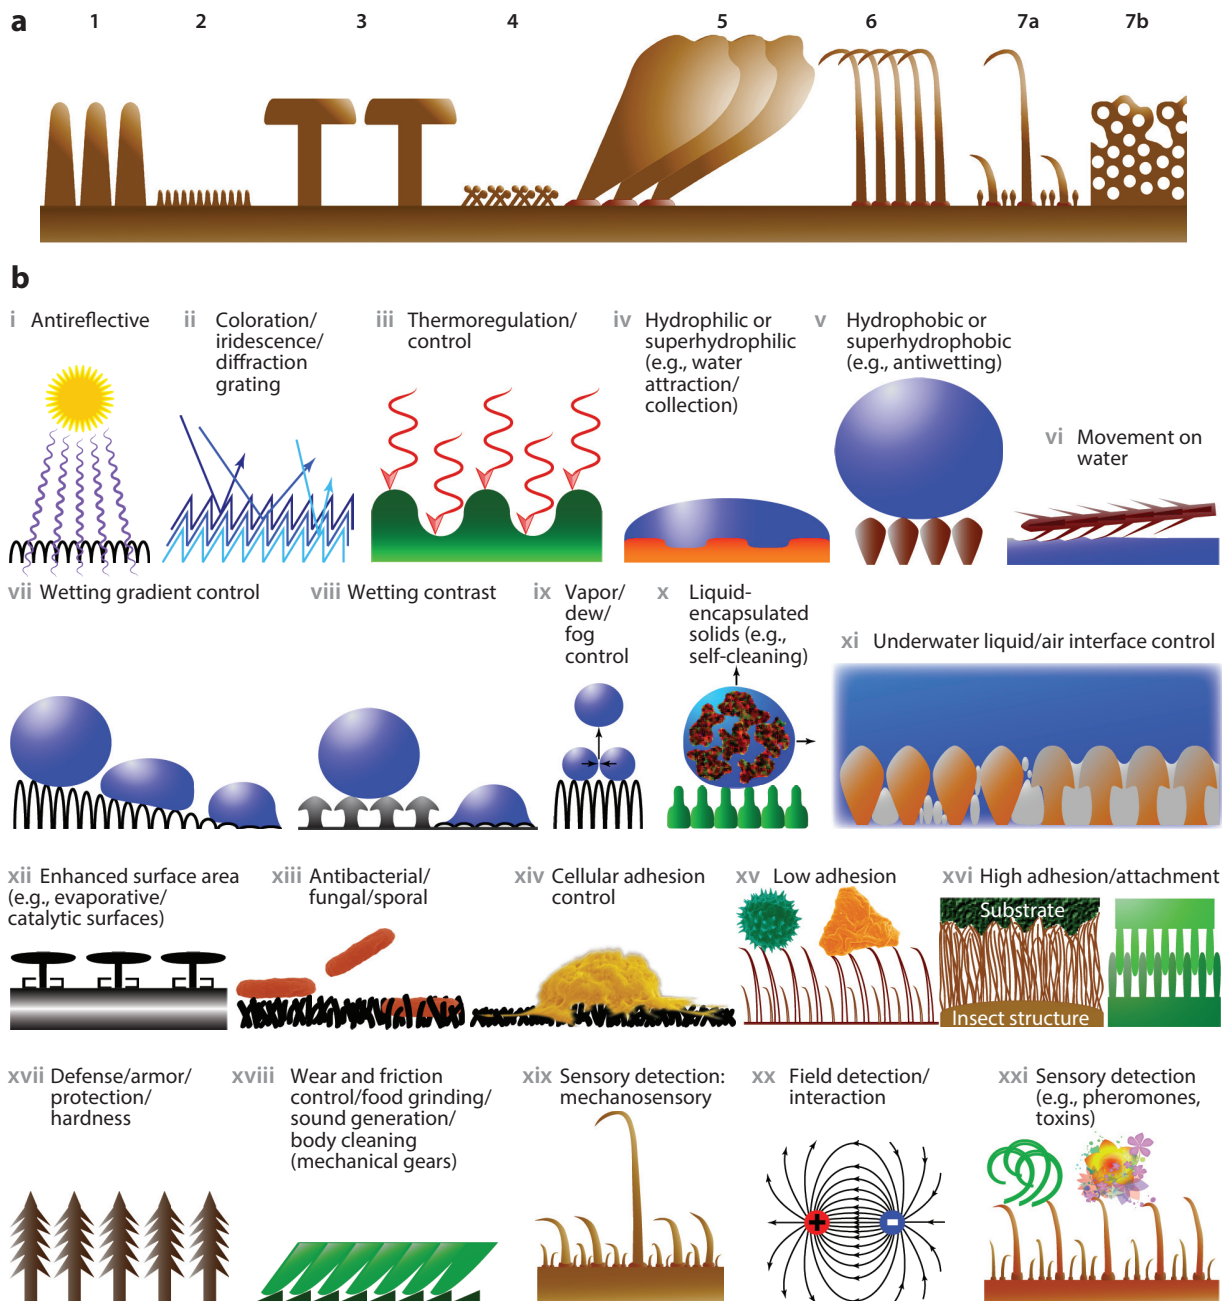 a
1 2 3 4 5 6 7a 7b
b
i Antireflective
ii Coloration/
iridescence/
diffraction
grating
iii Thermoregulation/
control
iv Hydrophilic or
superhydrophilic
(e.g., water
attraction/
collection)
v Hydrophobic or
superhydrophobic
(e.g., antiwetting)
vi Movement on
water
vii Wetting gradient control
viii Wetting contrast
ix Vapor/
dew/
fog
control
x Liquid-
encapsulated
solids (e.g.,
self-cleaning)
xi Underwater liquid/air interface control
xii Enhanced surface area
(e.g., evaporative/
catalytic surfaces)
xiii Antibacterial/
fungal/sporal
xiv Cellular adhesion
control
xv Low adhesion
xvi High adhesion/attachment
Substrate
Insect structure
xvii Defense/armor/
protection/
hardness
xviii Wear and friction
control/food grinding/
sound generation/
body cleaning
(mechanical gears)
xix Sensory detection:
mechanosensory
xx Field detection/
interaction
+ -
xxi Sensory detection
(e.g., pheromones,
toxins)